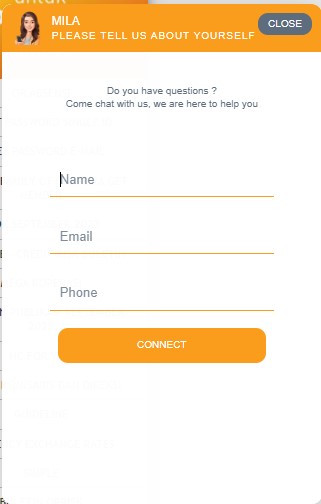 MILA
CLOSE
PLEASE TELL US ABOUT YOURSELF
Do you have questions ?
Come chat with us, we are here to help you
Name
Email
Phone
CONNECT